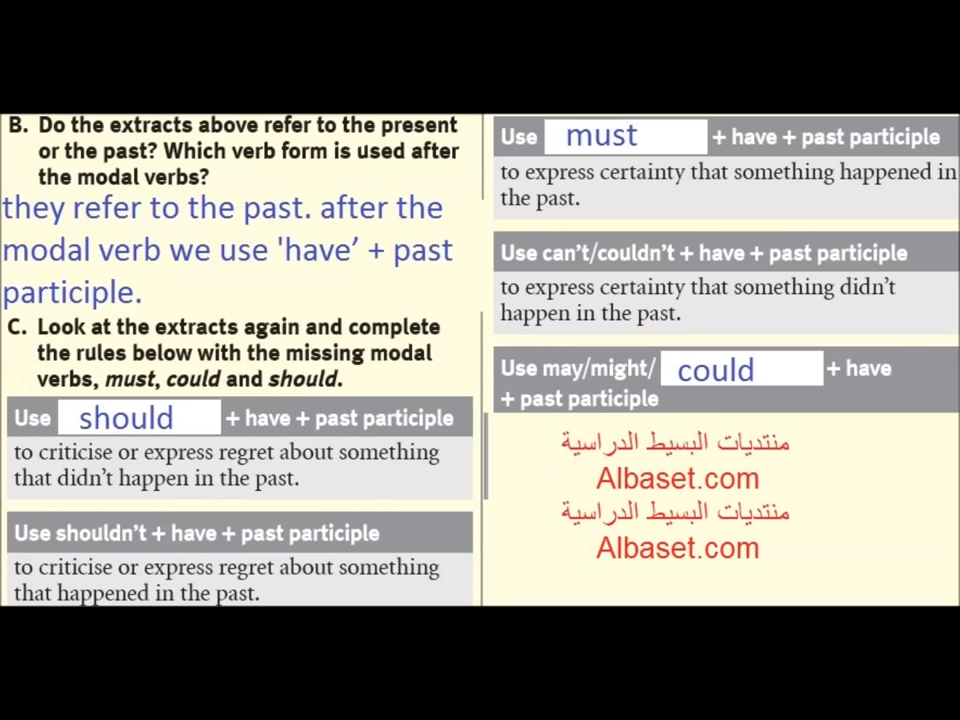 B. Do the extracts above refer to the present
or the past? Which verb form is used after
the modal verbs?
they refer to the past. after the
modal verb we use 'have’ + past
participle.
C. Look at the extracts again and complete
the rules below with the missing modal
verbs, must, could and should.
Use should + have + past participle
to criticise or express regret about something
that didn’t happen in the past.
Use shouldn’t + have + past participle
to criticise or express regret about something
that happened in the past.
Use must + have + past participle
to express certainty that something happened in
the past.
Use can’t/couldn’t + have + past participle
to express certainty that something didn’t
happen in the past.
Use may/might/ could + have
+ past participle
منتديات البسيط الدراسية
Albaset.com
منتديات البسيط الدراسية
Albaset.com